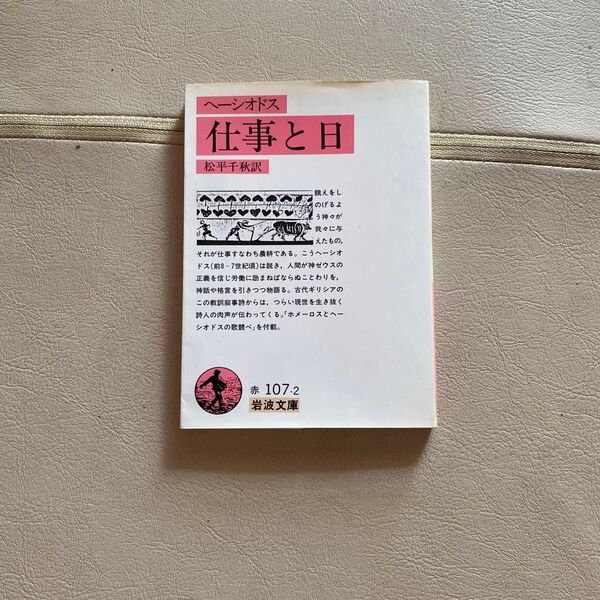 ヘーシオドス
仕事と日
松平千秋訳
餓えをし
のげるよ
う神々が
我々に与
えたもの,
それが仕事すなわち農耕である。こうヘーシオ
ドス(前8−7世紀頃)は説き,人間が神ゼウスの
正義を信じ労働に励まねばならぬことわりを,
神話や格言を引きつつ物語る。古代ギリシアの
この教訓叙事詩からは,つらい現世を生き抜く
詩人の肉声が伝わってくる。「ホメーロスとヘー
シオドスの歌競べ」を付載。
赤 107-2
岩波文庫